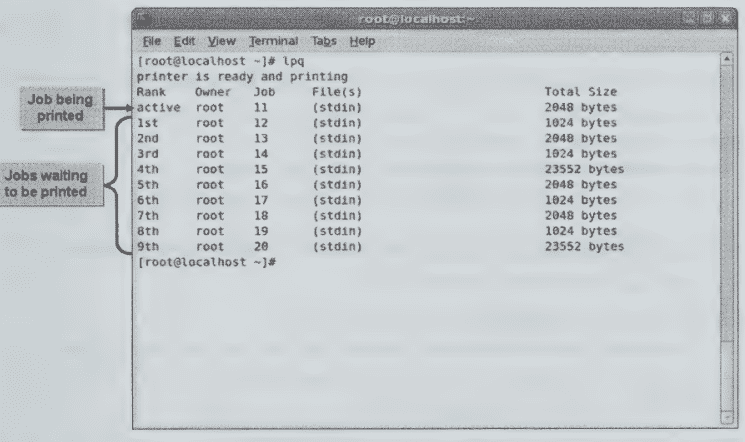 root@localhost:~
File Edit View Terminal Tabs Help
[root@localhost ~]# lpq
printer is ready and printing
Rank Owner Job File(s) Total Size
active root 11 (stdin) 2048 bytes
1st root 12 (stdin) 1024 bytes
2nd root 13 (stdin) 2048 bytes
3rd root 14 (stdin) 1024 bytes
4th root 15 (stdin) 23552 bytes
5th root 16 (stdin) 2048 bytes
6th root 17 (stdin) 1024 bytes
7th root 18 (stdin) 2048 bytes
8th root 19 (stdin) 1024 bytes
9th root 20 (stdin) 23552 bytes
[root@localhost ~]#
Job being
printed
Jobs waiting
to be printed